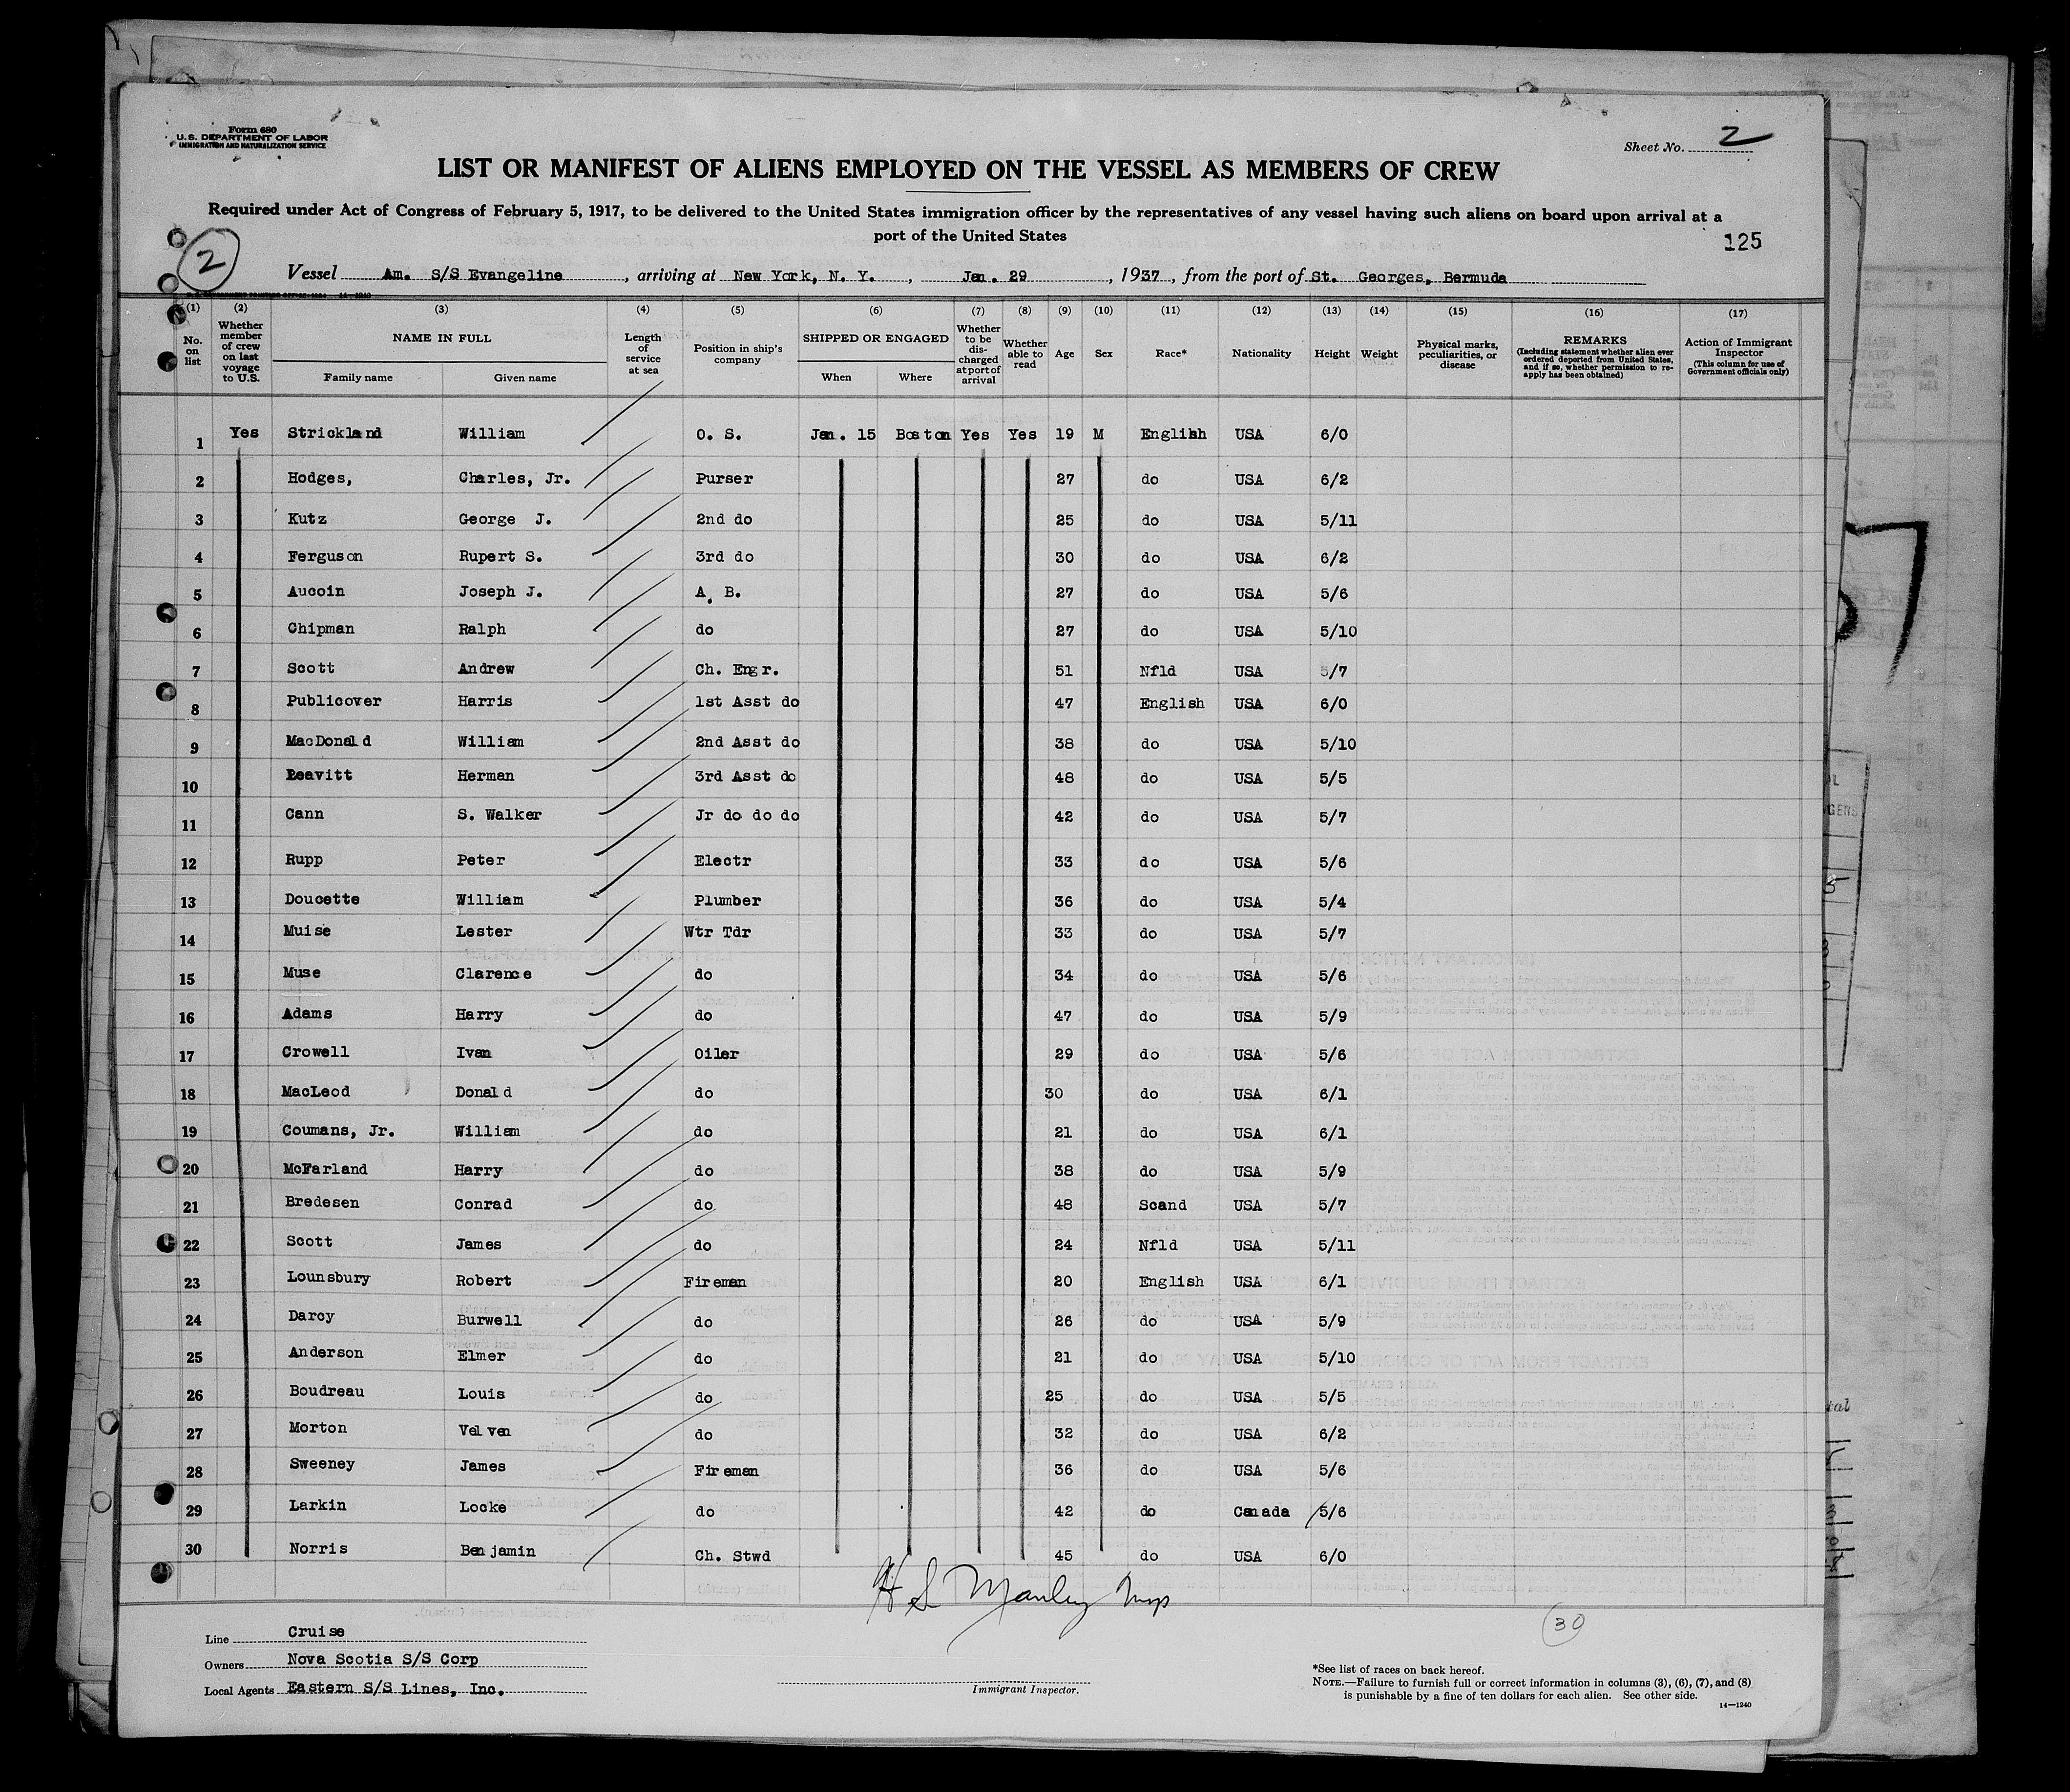 Form 680
U. S. DEPARTMENT OF LABOR
IMMIGRATION AND NATURALIZATION SERVICE
Sheet No. 2
LIST OR MANIFEST OF ALIENS EMPLOYED ON THE VESSEL AS MEMBERS OF CREW
Required under Act of Congress of February 5, 1917, to be delivered to the United States immigration officer by the representatives of any vessel having such aliens on board upon arrival at a
port of the United States
125
2
Vessel Am. S/S Evangeline, arriving at New York, N. Y., Jan. 29, 1937, from the port of St. Georges, Bermuda
(1) (2) (3) (4) (5) (6) (7) (8) (9) (10) (11) (12) (13) (14) (15) (16) (17)
No. on list
Whether member of crew on last voyage to U.S.
NAME IN FULL
Family name Given name
Length of service at sea
Position in ship's company
SHIPPED OR ENGAGED
When Where
Whether to be discharged at port of arrival
Whether able to read
Age Sex Race* Nationality Height Weight
Physical marks, peculiarities, or disease
REMARKS
(Including statement whether alien ever ordered deported from United States, and if so, whether permission to reapply has been obtained)
Action of Immigrant Inspector
(This column for use of Government officials only)
1 Yes Strickland William O. S. Jan. 15 Boston Yes Yes 19 M English USA 6/0
2 Hodges, Charles, Jr. Purser 27 do USA 6/2
3 Kutz George J. 2nd do 25 do USA 5/11
4 Ferguson Rupert S. 3rd do 30 do USA 6/2
5 Aucoin Joseph J. A. B. 27 do USA 5/6
6 Chipman Ralph do 27 do USA 5/10
7 Scott Andrew Ch. Engr. 51 Nfld USA 5/7
8 Publicover Harris 1st Asst do 47 English USA 6/0
9 MacDonald William 2nd Asst do 38 do USA 5/10
10 Leavitt Herman 3rd Asst do 48 do USA 5/5
11 Cann S. Walker Jr do do do 42 do USA 5/7
12 Rupp Peter Electr 33 do USA 5/6
13 Doucette William Plumber 36 do USA 5/4
14 Muise Lester Wtr Tdr 33 do USA 5/7
15 Muse Clarence do 34 do USA 5/6
16 Adams Harry do 47 do USA 5/9
17 Crowell Ivan Oiler 29 do USA 5/6
18 MacLeod Donald do 30 do USA 6/1
19 Coumans, Jr. William do 21 do USA 6/1
20 McFarland Harry do 38 do USA 5/9
21 Bredesen Conrad do 48 Scand USA 5/7
22 Scott James do 24 Nfld USA 5/11
23 Lounsbury Robert Fireman 20 English USA 6/1
24 Darcy Burwell do 26 do USA 5/9
25 Anderson Elmer do 21 do USA 5/10
26 Boudreau Louis do 25 do USA 5/5
27 Morton Velven do 32 do USA 6/2
28 Sweeney James Fireman 36 do USA 5/6
29 Larkin Locke do 42 do Canada 5/6
30 Norris Benjamin Ch. Stwd 45 do USA 6/0
H S Manley Insp
30
Line Cruise
Owners Nova Scotia S/S Corp
Local Agents Eastern S/S Lines, Inc.
Immigrant Inspector.
*See list of races on back hereof.
NOTE.—Failure to furnish full or correct information in columns (3), (6), (7), and (8)
is punishable by a fine of ten dollars for each alien. See other side.
14—1240